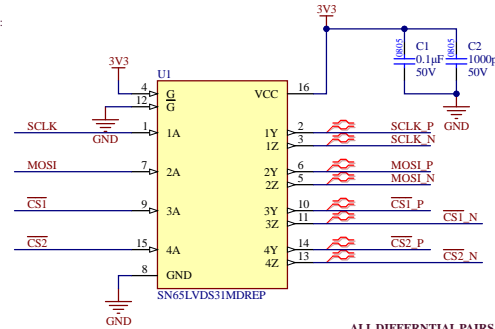 :
3V3
3V3
U1
C1
0.1µF
50V
0805
C2
1000p
50V
0805
GND
4 G VCC 16
12 G
GND
SCLK 1 1A 1Y 2 SCLK_P
1Z 3 SCLK_N
MOSI 7 2A 2Y 6 MOSI_P
2Z 5 MOSI_N
CS1 9 3A 3Y 10 CS1_P
3Z 11 CS1_N
CS2 15 4A 4Y 14 CS2_P
4Z 13 CS2_N
8 GND
SN65LVDS31MDREP
GND
ALL DIFFERNTIAL PAIRS